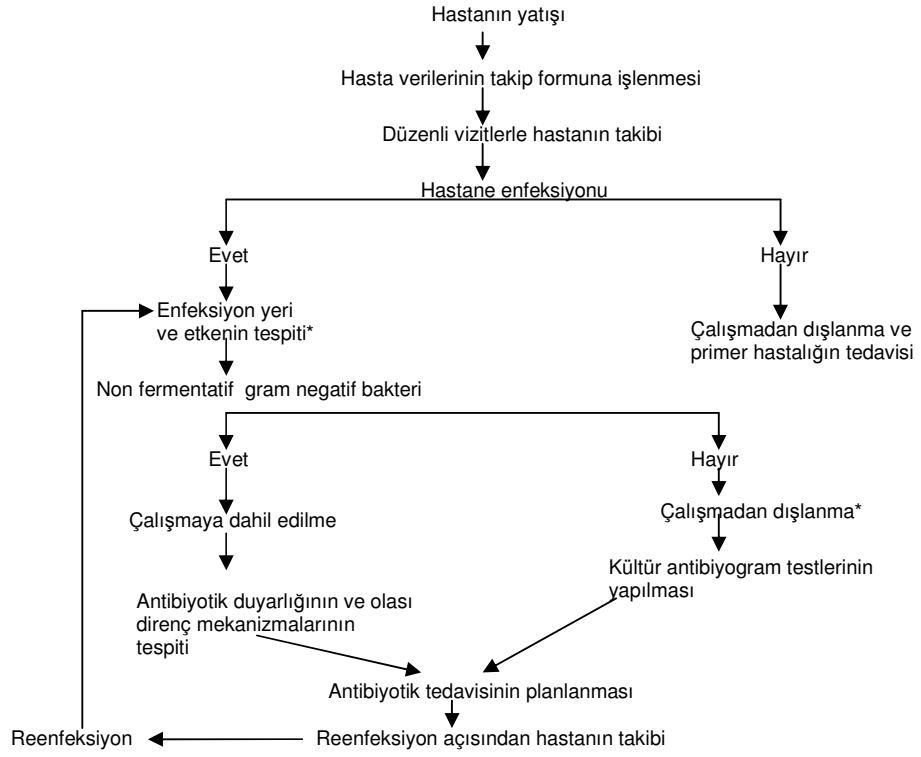 Hastanın yatışı
Hasta verilerinin takip formuna işlenmesi
Düzenli vizitlerle hastanın takibi
Hastane enfeksiyonu
Evet
Hayır
Enfeksiyon yeri
ve etkenin tespiti*
Çalışmadan dışlanma ve
primer hastalığın tedavisi
Non fermentatif gram negatif bakteri
Evet
Hayır
Çalışmaya dahil edilme
Çalışmadan dışlanma*
Kültür antibiyogram testlerinin
yapılması
Antibiyotik duyarlığının ve olası
direnç mekanizmalarının
tespiti
Antibiyotik tedavisinin planlanması
Reenfeksiyon
Reenfeksiyon açısından hastanın takibi